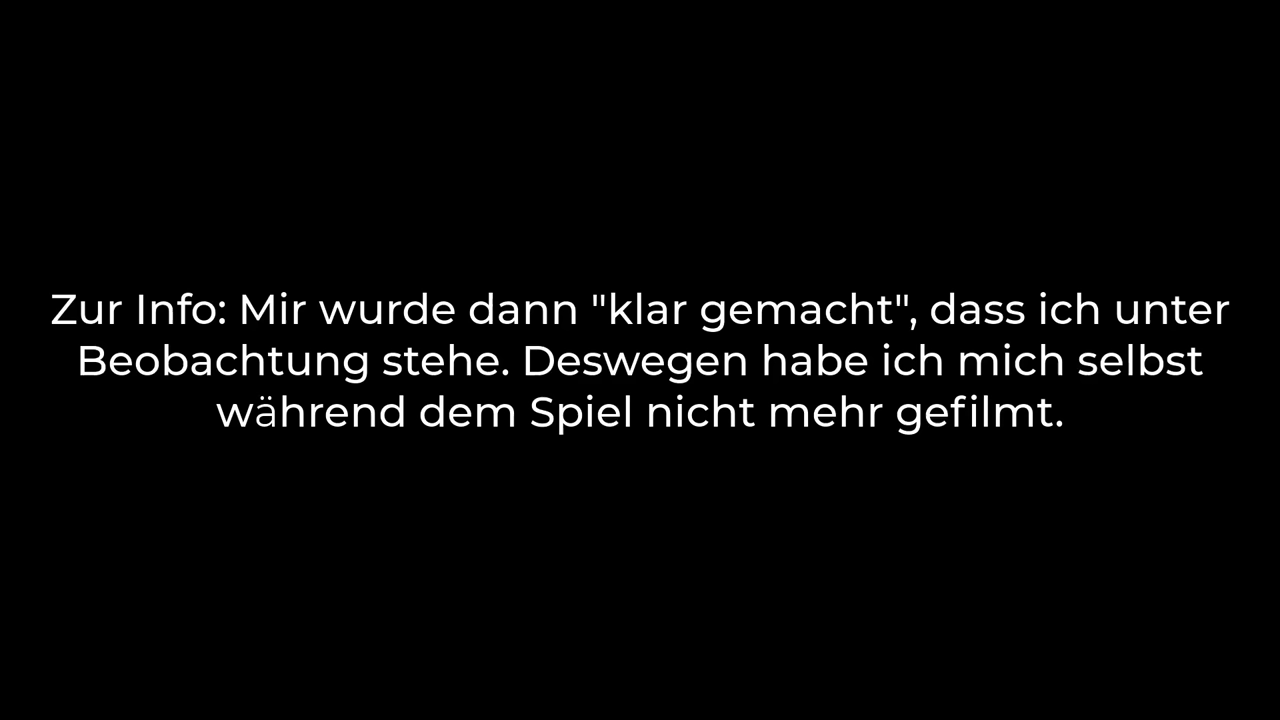 Zur Info: Mir wurde dann "klar gemacht", dass ich unter
Beobachtung stehe. Deswegen habe ich mich selbst
während dem Spiel nicht mehr gefilmt.